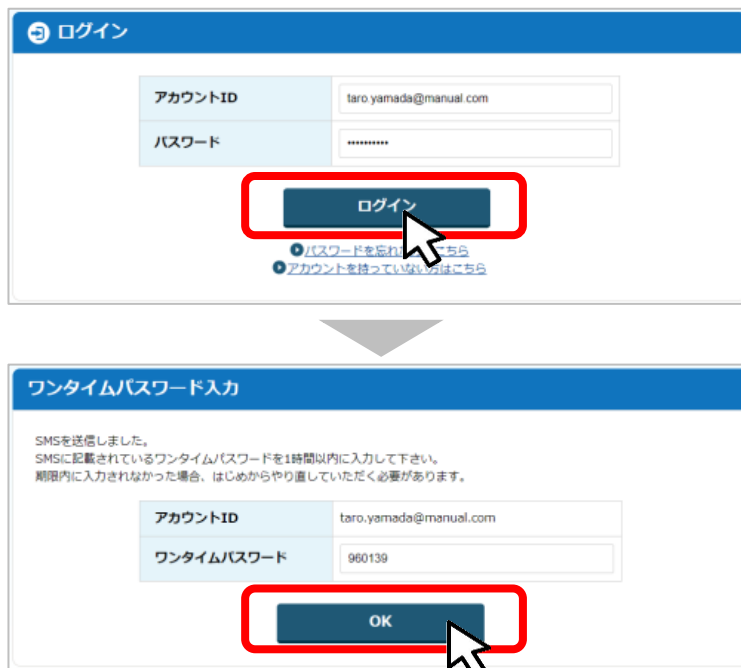 ログイン
アカウントID
taro.yamada@manual.com
パスワード
••••••••••
ログイン
パスワードを忘れ こちら
アカウントを持っていない方はこちら
ワンタイムパスワード入力
SMSを送信しました。
SMSに記載されているワンタイムパスワードを1時間以内に入力して下さい。
期限内に入力されなかった場合、はじめからやり直していただく必要があります。
アカウントID
taro.yamada@manual.com
ワンタイムパスワード
960139
OK